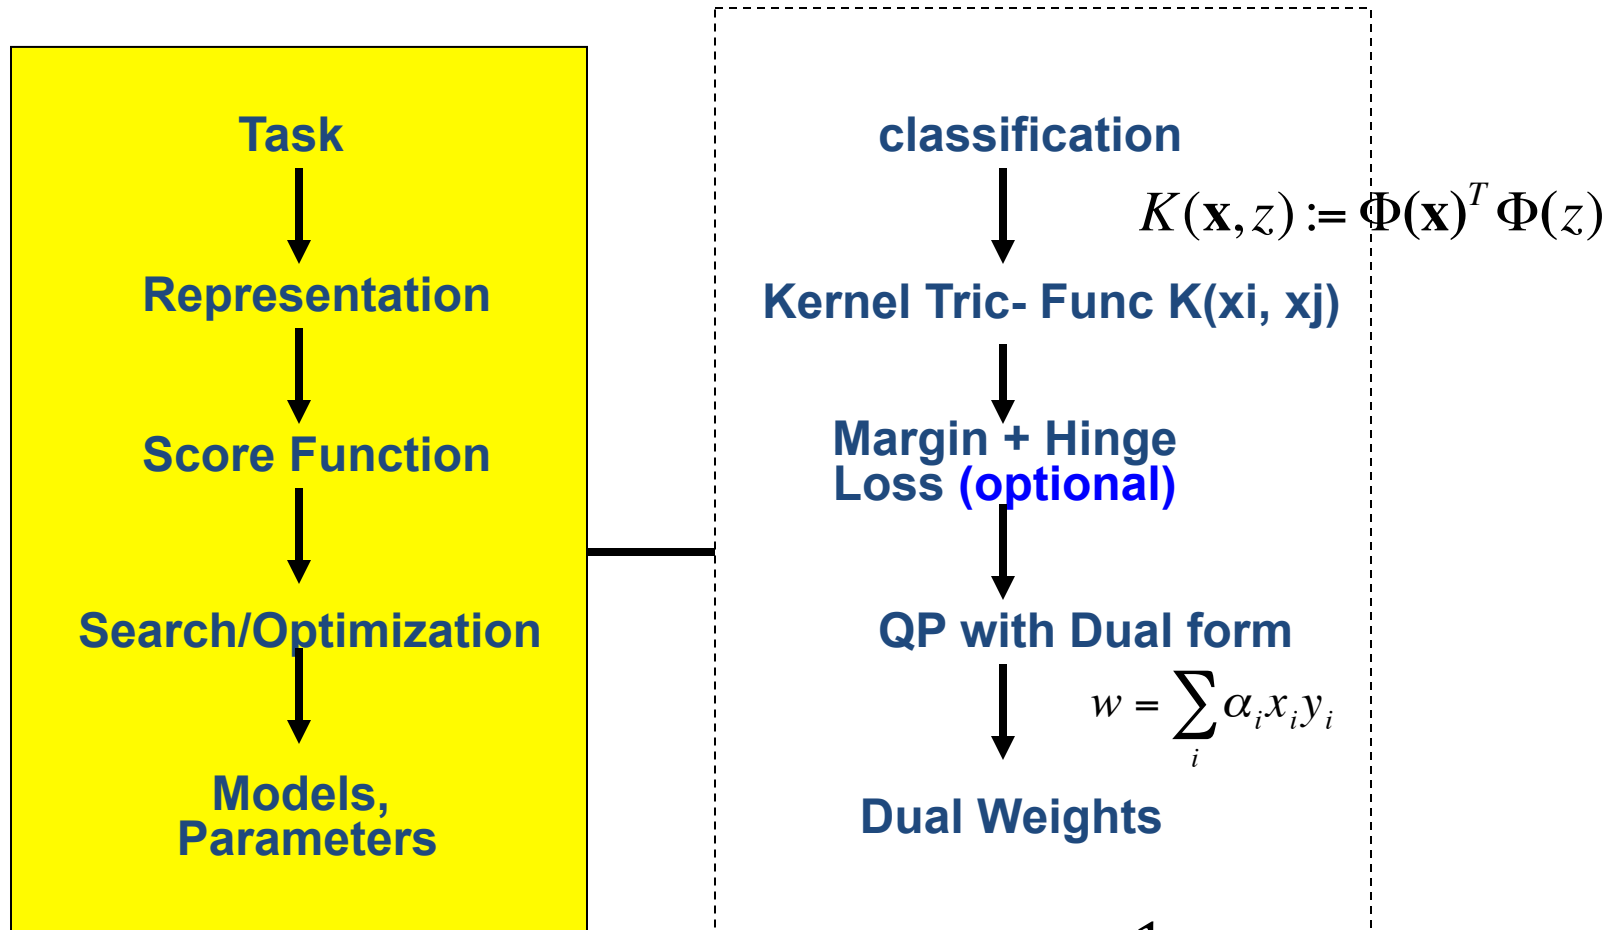 Task
Representation
Score Function
Search/Optimization
Models,
Parameters
classification
K(x, z) := Φ(x)^T Φ(z)
Kernel Tric- Func K(xi, xj)
Margin + Hinge
Loss (optional)
QP with Dual form
w = ∑_i α_i x_i y_i
Dual Weights